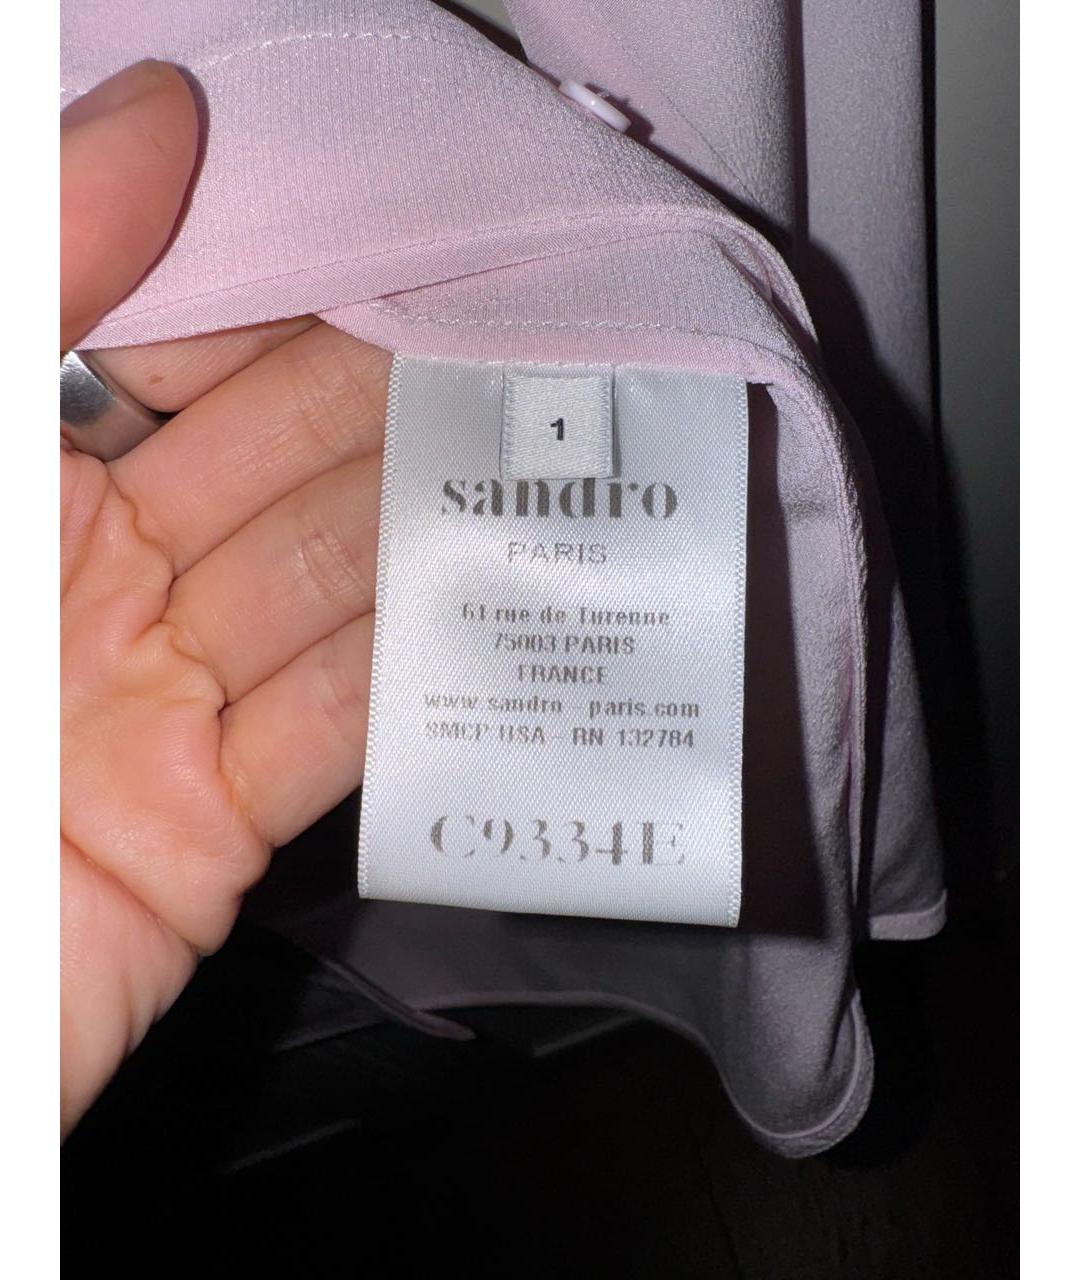 1
sandro
PARIS
61 rue de Turenne
75003 PARIS
FRANCE
www sandro - paris.com
SMCP USA - RN 132784
C9334E